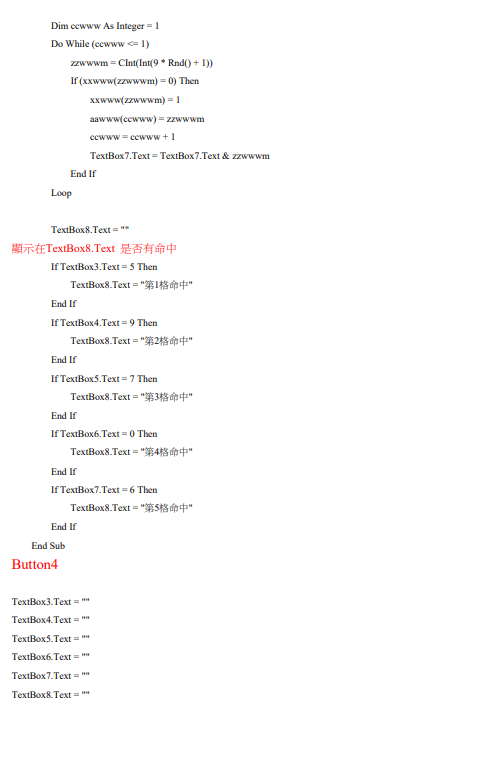 Dim ccwww As Integer = 1
Do While (ccwww <= 1)
zzwwwm = CInt(Int(9 * Rnd() + 1))
If (xxwww(zzwwwm) = 0) Then
xxwww(zzwwwm) = 1
aawww(ccwww) = zzwwwm
ccwww = ccwww + 1
TextBox7.Text = TextBox7.Text & zzwwwm
End If
Loop
TextBox8.Text = ""
顯示在TextBox8.Text 是否有命中
If TextBox3.Text = 5 Then
TextBox8.Text = "第1格命中"
End If
If TextBox4.Text = 9 Then
TextBox8.Text = "第2格命中"
End If
If TextBox5.Text = 7 Then
TextBox8.Text = "第3格命中"
End If
If TextBox6.Text = 0 Then
TextBox8.Text = "第4格命中"
End If
If TextBox7.Text = 6 Then
TextBox8.Text = "第5格命中"
End If
End Sub
Button4
TextBox3.Text = ""
TextBox4.Text = ""
TextBox5.Text = ""
TextBox6.Text = ""
TextBox7.Text = ""
TextBox8.Text = ""